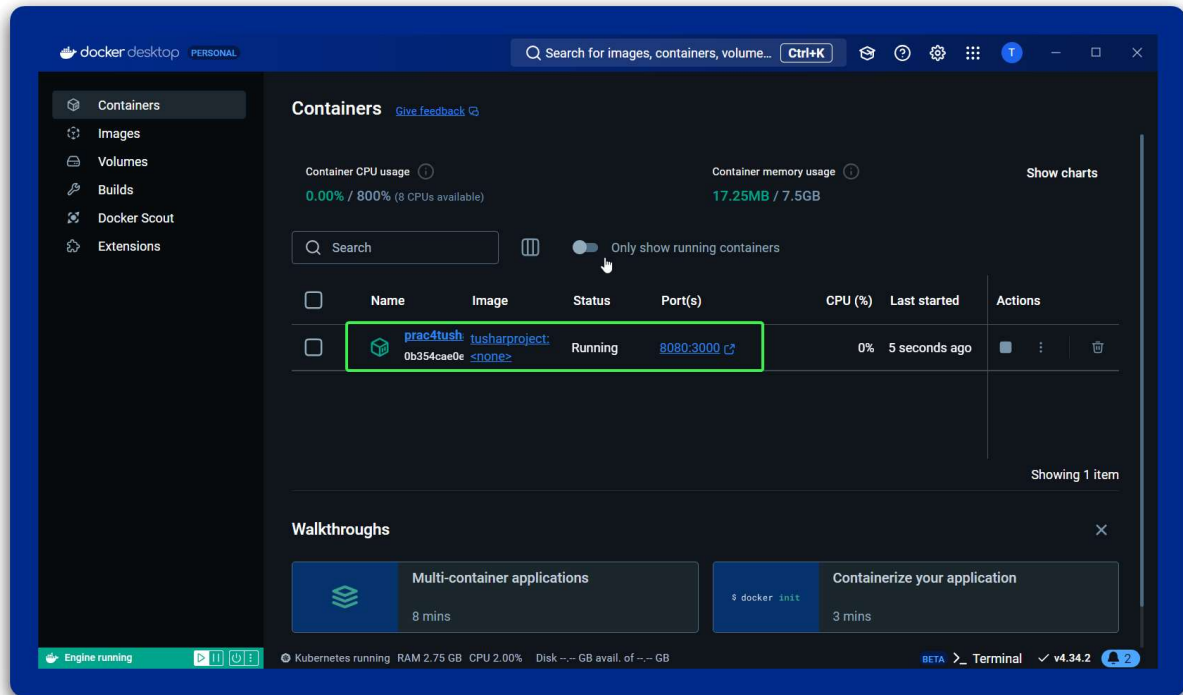 docker desktop PERSONAL
Search for images, containers, volume... Ctrl+K
T
Containers
Images
Volumes
Builds
Docker Scout
Extensions
Containers Give feedback
Container CPU usage
0.00% / 800% (8 CPUs available)
Container memory usage
17.25MB / 7.5GB
Show charts
Search
Only show running containers
Name Image Status Port(s) CPU (%) Last started Actions
prac4tush tusharproject:
0b354cae0e <none>
Running 8080:3000 0% 5 seconds ago
Showing 1 item
Walkthroughs
Multi-container applications
8 mins
$ docker init
Containerize your application
3 mins
Engine running
Kubernetes running RAM 2.75 GB CPU 2.00% Disk --.-- GB avail. of --.-- GB
BETA >_ Terminal v4.34.2 2